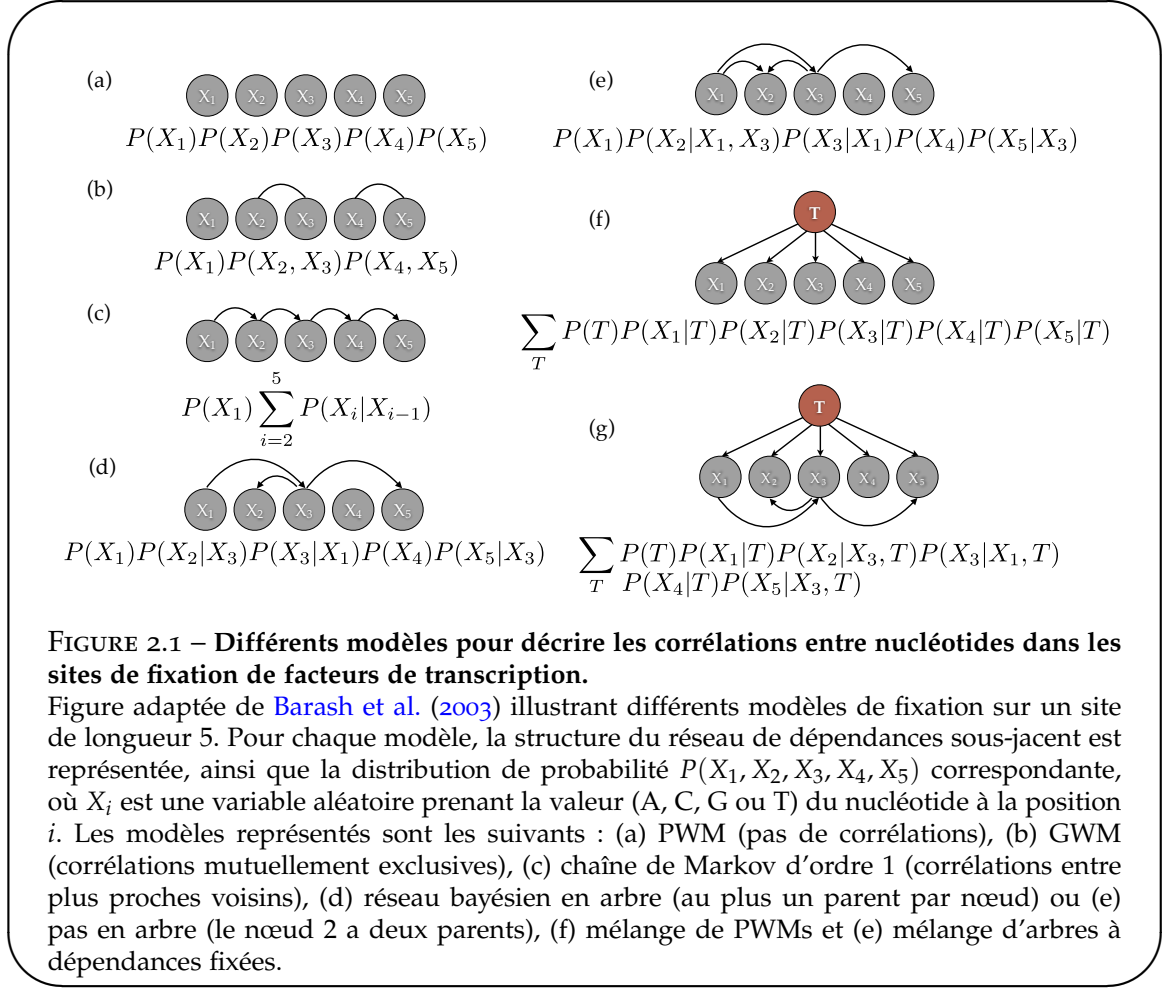 (a)
X1 X2 X3 X4 X5
P(X1)P(X2)P(X3)P(X4)P(X5)
(b)
X1 X2 X3 X4 X5
P(X1)P(X2, X3)P(X4, X5)
(c)
X1 X2 X3 X4 X5
5
P(X1) ∑ P(Xi|Xi−1)
i=2
(d)
X1 X2 X3 X4 X5
P(X1)P(X2|X3)P(X3|X1)P(X4)P(X5|X3)
(e)
X1 X2 X3 X4 X5
P(X1)P(X2|X1, X3)P(X3|X1)P(X4)P(X5|X3)
(f)
T
X1 X2 X3 X4 X5
∑ P(T)P(X1|T)P(X2|T)P(X3|T)P(X4|T)P(X5|T)
T
(g)
T
X1 X2 X3 X4 X5
∑ P(T)P(X1|T)P(X2|X3, T)P(X3|X1, T)
T P(X4|T)P(X5|X3, T)
Figure 2.1 – Différents modèles pour décrire les corrélations entre nucléotides dans les
sites de fixation de facteurs de transcription.
Figure adaptée de Barash et al. (2003) illustrant différents modèles de fixation sur un site
de longueur 5. Pour chaque modèle, la structure du réseau de dépendances sous-jacent est
représentée, ainsi que la distribution de probabilité P(X1, X2, X3, X4, X5) correspondante,
où Xi est une variable aléatoire prenant la valeur (A, C, G ou T) du nucléotide à la position
i. Les modèles représentés sont les suivants : (a) PWM (pas de corrélations), (b) GWM
(corrélations mutuellement exclusives), (c) chaîne de Markov d'ordre 1 (corrélations entre
plus proches voisins), (d) réseau bayésien en arbre (au plus un parent par nœud) ou (e)
pas en arbre (le nœud 2 a deux parents), (f) mélange de PWMs et (e) mélange d'arbres à
dépendances fixées.